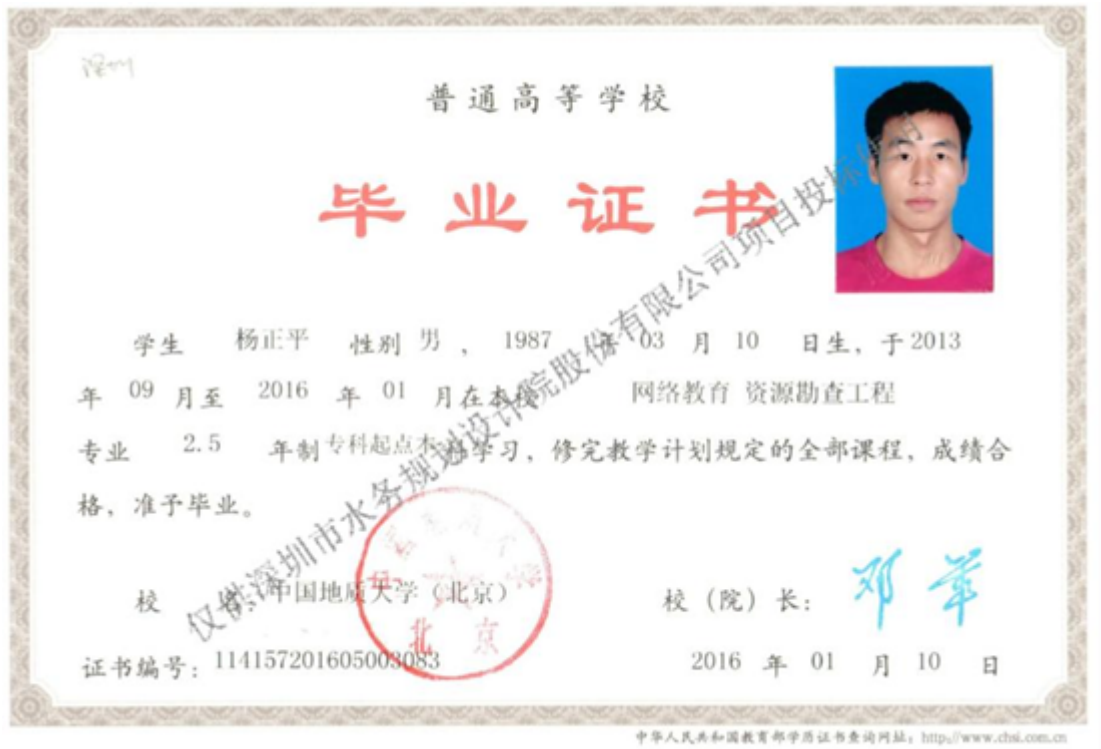 深圳
普通高等学校
毕业证书
学生 杨正平 性别 男 ，1987 年 03 月 10 日生，于2013
年 09 月至 2016 年 01 月在本校 网络教育 资源勘查工程
专业 2.5 年制 专科起点本科学习，修完教学计划规定的全部课程，成绩合
格，准予毕业。
校 名：中国地质大学（北京） 校（院）长：邓军
北京
证书编号：114157201605003083 2016 年 01 月 10 日
中华人民共和国教育部学历证书查询网址：http://www.chsi.com.cn
仅供深圳市水务规划设计院股份有限公司项目投标使用